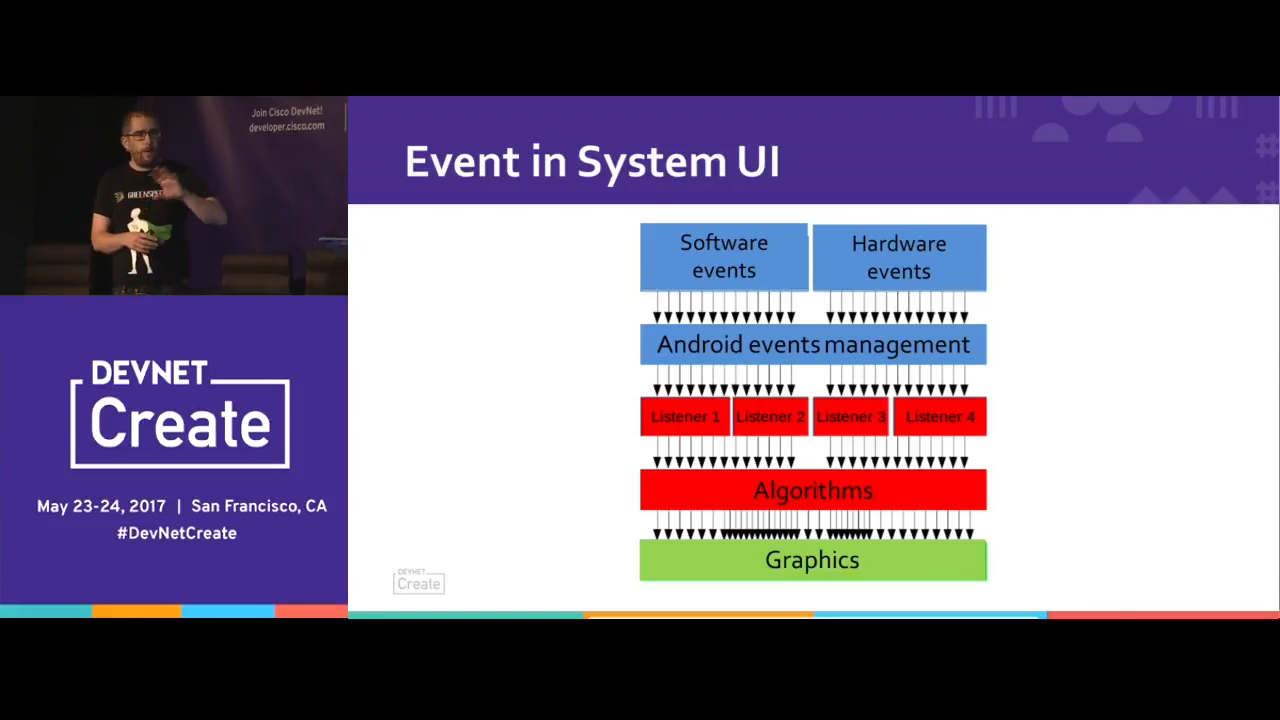 Join Cisco DevNet!
developer.cisco.com
GREENSPE
DEVNET
Create
May 23-24, 2017 | San Francisco, CA
#DevNetCreate
Event in System UI
Software
events
Hardware
events
Android events management
Listener 1
Listener 2
Listener 3
Listener 4
Algorithms
Graphics
DEVNET
Create